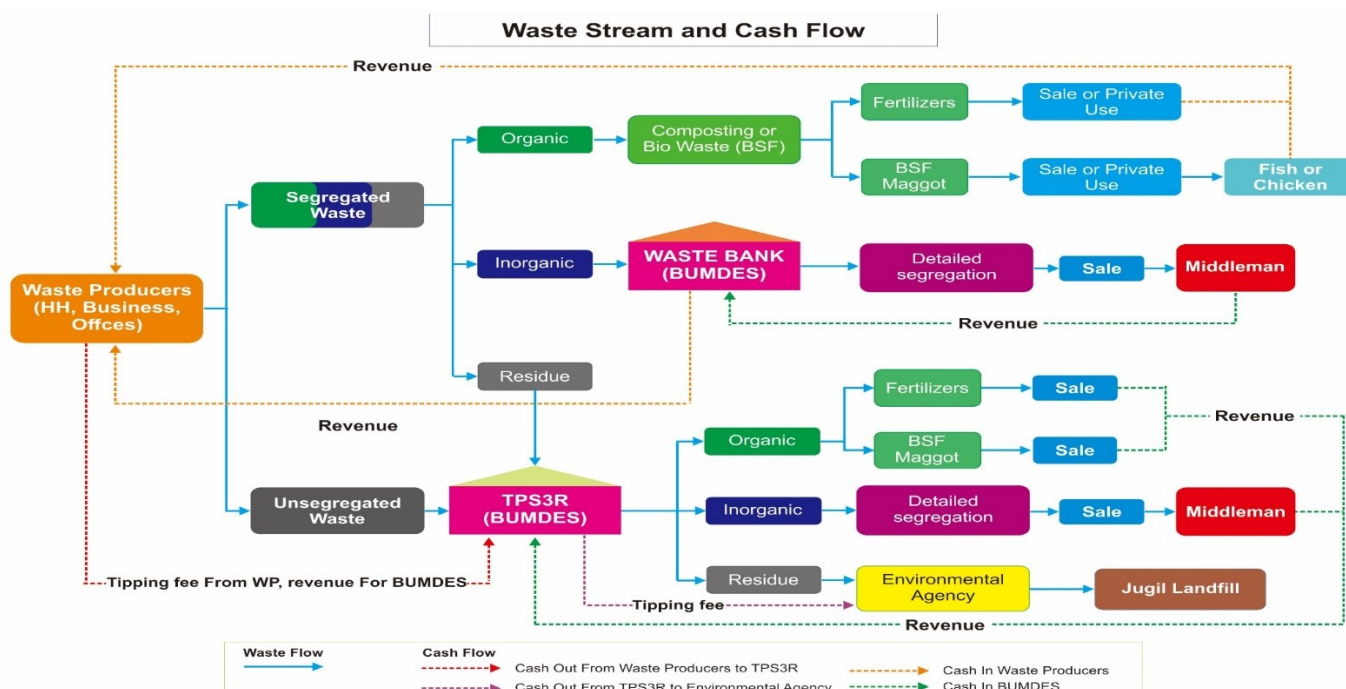 Waste Stream and Cash Flow
Revenue
Fertilizers
Sale or Private
Use
Organic
Composting or
Bio Waste (BSF)
BSF
Maggot
Sale or Private
Use
Fish or
Chicken
Segregated
Waste
Inorganic
WASTE BANK
(BUMDES)
Detailed
segregation
Sale
Middleman
Revenue
Waste Producers
(HH, Business,
Offces)
Residue
Revenue
Fertilizers
Sale
Revenue
Organic
BSF
Maggot
Sale
Unsegregated
Waste
TPS3R
(BUMDES)
Inorganic
Detailed
segregation
Sale
Middleman
Tipping fee From WP, revenue For BUMDES
Residue
Environmental
Agency
Jugil Landfill
Tipping fee
Revenue
Waste Flow
Cash Flow
Cash Out From Waste Producers to TPS3R
Cash In Waste Producers
Cash Out From TPS3R to Environmental Agency
Cash In BUMDES